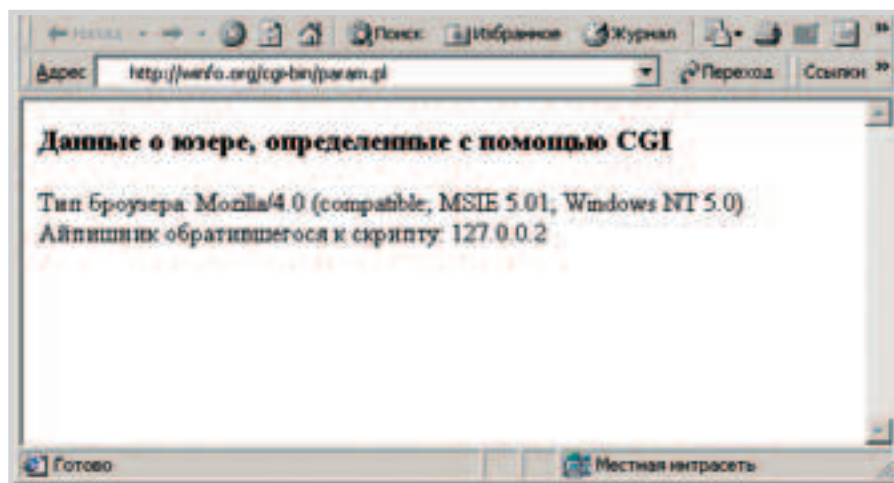 Назад Поиск Избранное Журнал »
Адрес http://winfo.org/cgi-bin/param.pl Переход Ссылки »
Данные о юзере, определенные с помощью CGI
Тип броузера: Mozilla/4.0 (compatible; MSIE 5.01; Windows NT 5.0)
Айпишник обратившегося к скрипту: 127.0.0.2
Готово Местная интрасеть